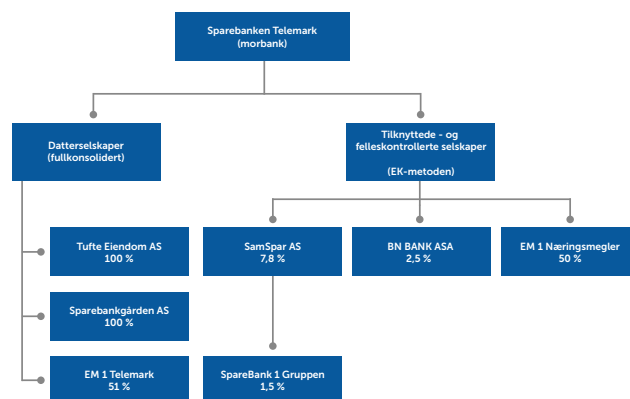 Sparebanken Telemark
(morbank)
Datterselskaper
(fullkonsolidert)
Tilknyttede - og
felleskontrollerte selskaper
(EK-metoden)
Tufte Eiendom AS
100 %
SamSpar AS
7,8 %
BN BANK ASA
2,5 %
EM 1 Næringsmegler
50 %
Sparebankgården AS
100 %
EM 1 Telemark
51 %
SpareBank 1 Gruppen
1,5 %